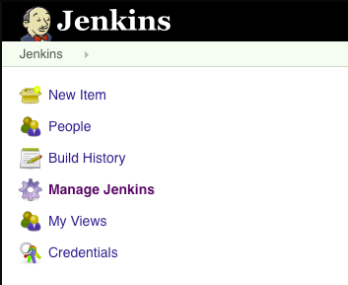 Jenkins
Jenkins
New Item
People
Build History
Manage Jenkins
My Views
Credentials